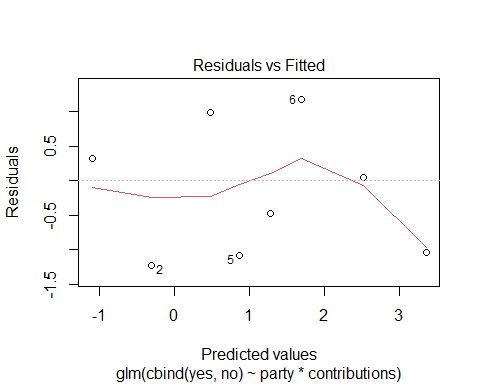 Residuals vs Fitted
Residuals
0.5
-0.5
-1.5
6
2
5
-1
0
1
2
3
Predicted values
glm(cbind(yes, no) ~ party * contributions)